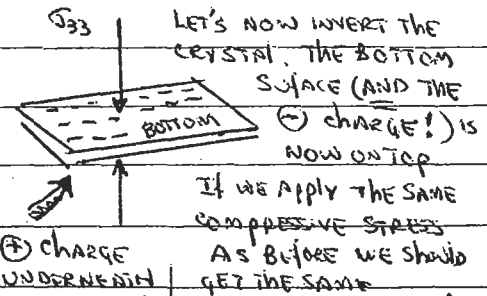 σ33
LET'S NOW INVERT THE
CRYSTAL. THE BOTTOM
SURFACE (AND THE
⊖ CHARGE!) IS
NOW ON TOP
BOTTOM
IF WE APPLY THE SAME
COMPRESSIVE STRESS
AS BEFORE WE SHOULD
GET THE SAME
⊕ CHARGE
UNDERNEATH